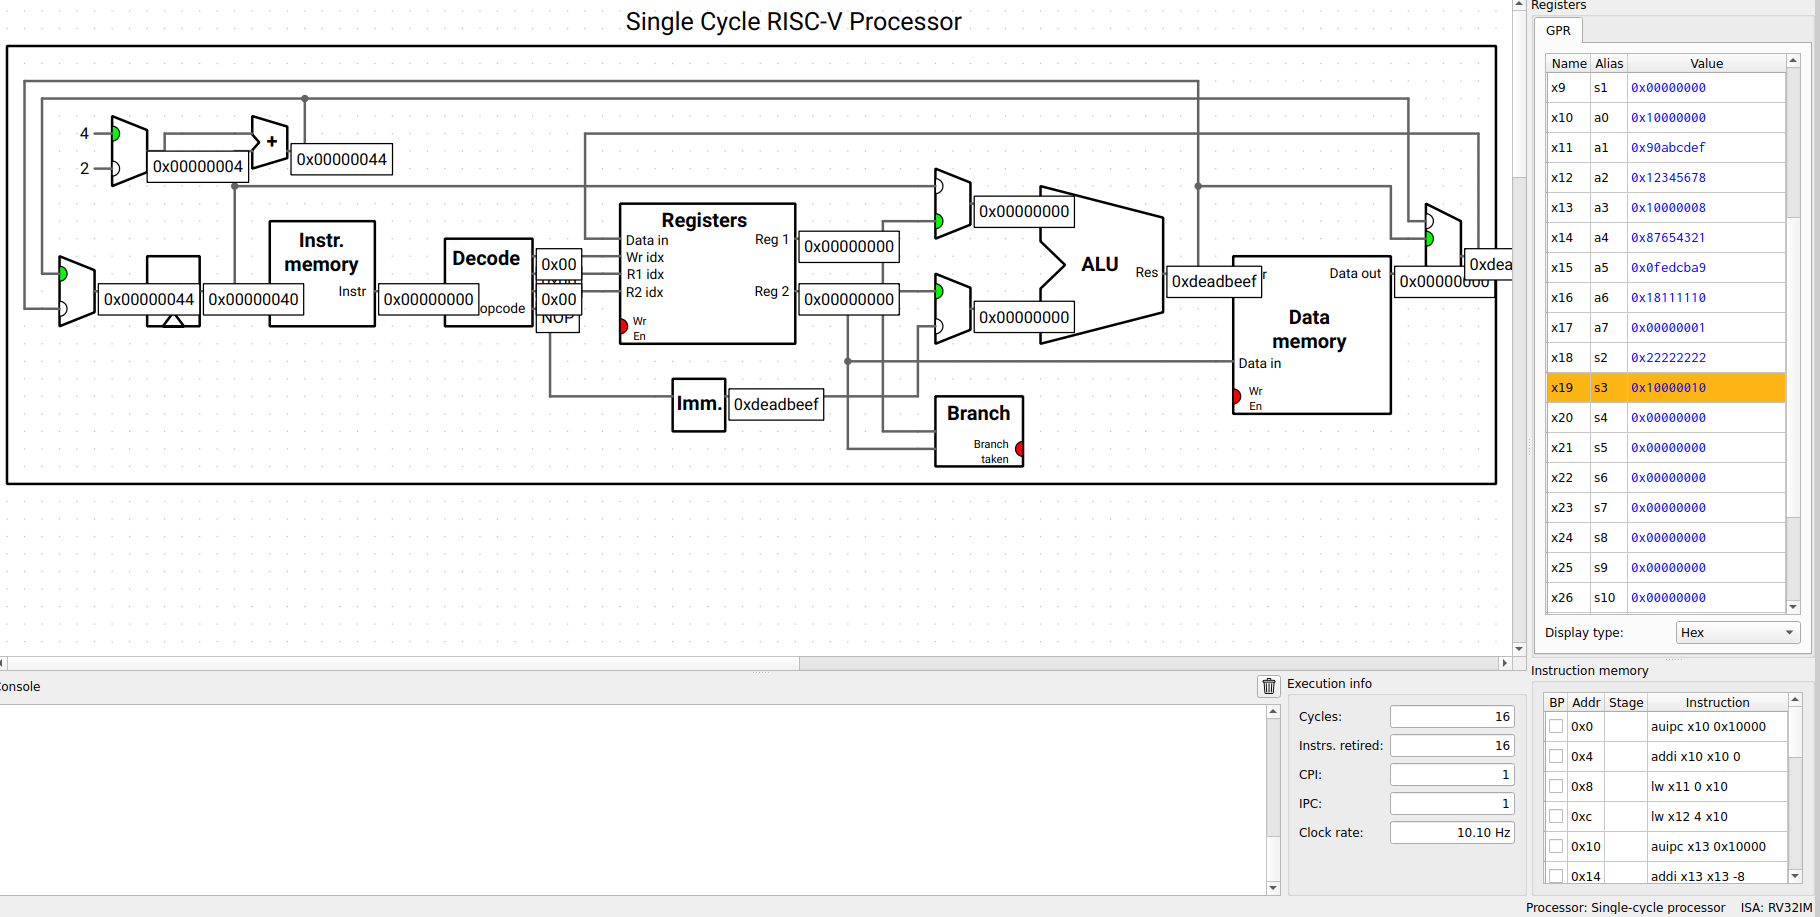 Single Cycle RISC-V Processor
4
2
0x00000004
+
0x00000044
Instr.
memory
Instr
0x00000044
0x00000040
0x00000000
Decode
opcode
0x00
0x00
NOP
Registers
Data in
Wr idx
R1 idx
R2 idx
Wr
En
Reg 1
Reg 2
0x00000000
0x00000000
Imm.
0xdeadbeef
0x00000000
0x00000000
ALU
Res
0xdeadbeef
r
Branch
Branch
taken
Data
memory
Data out
Data in
Wr
En
0x00000000
0xdea
onsole
Execution info
Cycles: 16
Instrs. retired: 16
CPI: 1
IPC: 1
Clock rate: 10.10 Hz
Registers
GPR
Name Alias Value
x9 s1 0x00000000
x10 a0 0x10000000
x11 a1 0x90abcdef
x12 a2 0x12345678
x13 a3 0x10000008
x14 a4 0x87654321
x15 a5 0x0fedcba9
x16 a6 0x18111110
x17 a7 0x00000001
x18 s2 0x22222222
x19 s3 0x10000010
x20 s4 0x00000000
x21 s5 0x00000000
x22 s6 0x00000000
x23 s7 0x00000000
x24 s8 0x00000000
x25 s9 0x00000000
x26 s10 0x00000000
Display type: Hex
Instruction memory
BP Addr Stage Instruction
0x0 auipc x10 0x10000
0x4 addi x10 x10 0
0x8 lw x11 0 x10
0xc lw x12 4 x10
0x10 auipc x13 0x10000
0x14 addi x13 x13 -8
Processor: Single-cycle processor ISA: RV32IM